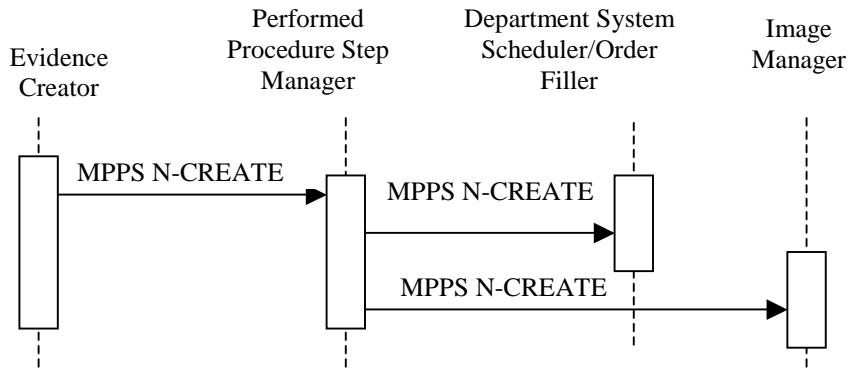 Evidence
Creator
Performed
Procedure Step
Manager
Department System
Scheduler/Order
Filler
Image
Manager
MPPS N-CREATE
MPPS N-CREATE
MPPS N-CREATE